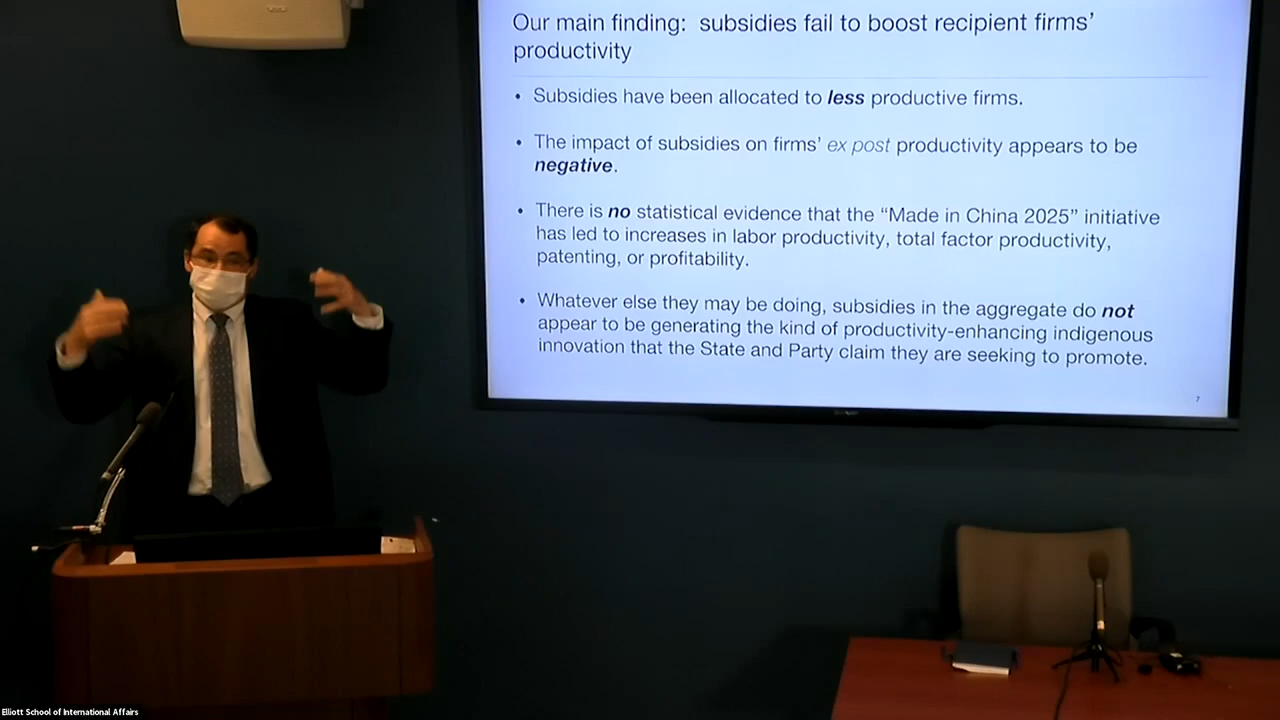 Our main finding: subsidies fail to boost recipient firms'
productivity
• Subsidies have been allocated to less productive firms.
• The impact of subsidies on firms' ex post productivity appears to be
negative.
• There is no statistical evidence that the “Made in China 2025” initiative
has led to increases in labor productivity, total factor productivity,
patenting, or profitability.
• Whatever else they may be doing, subsidies in the aggregate do not
appear to be generating the kind of productivity-enhancing indigenous
innovation that the State and Party claim they are seeking to promote.
7
Elliott School of International Affairs